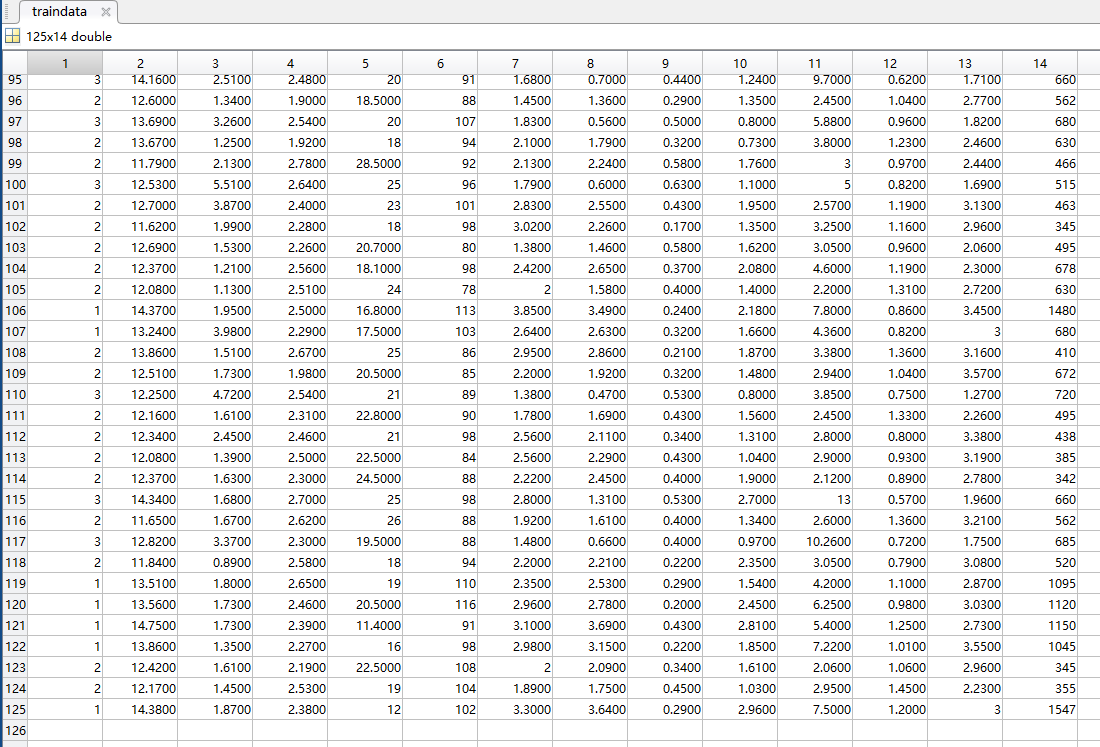 traindata
125x14 double
1 2 3 4 5 6 7 8 9 10 11 12 13 14
95 3 14.1600 2.5100 2.4800 20 91 1.6800 0.7000 0.4400 1.2400 9.7000 0.6200 1.7100 660
96 2 12.6000 1.3400 1.9000 18.5000 88 1.4500 1.3600 0.2900 1.3500 2.4500 1.0400 2.7700 562
97 3 13.6900 3.2600 2.5400 20 107 1.8300 0.5600 0.5000 0.8000 5.8800 0.9600 1.8200 680
98 2 13.6700 1.2500 1.9200 18 94 2.1000 1.7900 0.3200 0.7300 3.8000 1.2300 2.4600 630
99 2 11.7900 2.1300 2.7800 28.5000 92 2.1300 2.2400 0.5800 1.7600 3 0.9700 2.4400 466
100 3 12.5300 5.5100 2.6400 25 96 1.7900 0.6000 0.6300 1.1000 5 0.8200 1.6900 515
101 2 12.7000 3.8700 2.4000 23 101 2.8300 2.5500 0.4300 1.9500 2.5700 1.1900 3.1300 463
102 2 11.6200 1.9900 2.2800 18 98 3.0200 2.2600 0.1700 1.3500 3.2500 1.1600 2.9600 345
103 2 12.6900 1.5300 2.2600 20.7000 80 1.3800 1.4600 0.5800 1.6200 3.0500 0.9600 2.0600 495
104 2 12.3700 1.2100 2.5600 18.1000 98 2.4200 2.6500 0.3700 2.0800 4.6000 1.1900 2.3000 678
105 2 12.0800 1.1300 2.5100 24 78 2 1.5800 0.4000 1.4000 2.2000 1.3100 2.7200 630
106 1 14.3700 1.9500 2.5000 16.8000 113 3.8500 3.4900 0.2400 2.1800 7.8000 0.8600 3.4500 1480
107 1 13.2400 3.9800 2.2900 17.5000 103 2.6400 2.6300 0.3200 1.6600 4.3600 0.8200 3 680
108 2 13.8600 1.5100 2.6700 25 86 2.9500 2.8600 0.2100 1.8700 3.3800 1.3600 3.1600 410
109 2 12.5100 1.7300 1.9800 20.5000 85 2.2000 1.9200 0.3200 1.4800 2.9400 1.0400 3.5700 672
110 3 12.2500 4.7200 2.5400 21 89 1.3800 0.4700 0.5300 0.8000 3.8500 0.7500 1.2700 720
111 2 12.1600 1.6100 2.3100 22.8000 90 1.7800 1.6900 0.4300 1.5600 2.4500 1.3300 2.2600 495
112 2 12.3400 2.4500 2.4600 21 98 2.5600 2.1100 0.3400 1.3100 2.8000 0.8000 3.3800 438
113 2 12.0800 1.3900 2.5000 22.5000 84 2.5600 2.2900 0.4300 1.0400 2.9000 0.9300 3.1900 385
114 2 12.3700 1.6300 2.3000 24.5000 88 2.2200 2.4500 0.4000 1.9000 2.1200 0.8900 2.7800 342
115 3 14.3400 1.6800 2.7000 25 98 2.8000 1.3100 0.5300 2.7000 13 0.5700 1.9600 660
116 2 11.6500 1.6700 2.6200 26 88 1.9200 1.6100 0.4000 1.3400 2.6000 1.3600 3.2100 562
117 3 12.8200 3.3700 2.3000 19.5000 88 1.4800 0.6600 0.4000 0.9700 10.2600 0.7200 1.7500 685
118 2 11.8400 0.8900 2.5800 18 94 2.2000 2.2100 0.2200 2.3500 3.0500 0.7900 3.0800 520
119 1 13.5100 1.8000 2.6500 19 110 2.3500 2.5300 0.2900 1.5400 4.2000 1.1000 2.8700 1095
120 1 13.5600 1.7300 2.4600 20.5000 116 2.9600 2.7800 0.2000 2.4500 6.2500 0.9800 3.0300 1120
121 1 14.7500 1.7300 2.3900 11.4000 91 3.1000 3.6900 0.4300 2.8100 5.4000 1.2500 2.7300 1150
122 1 13.8600 1.3500 2.2700 16 98 2.9800 3.1500 0.2200 1.8500 7.2200 1.0100 3.5500 1045
123 2 12.4200 1.6100 2.1900 22.5000 108 2 2.0900 0.3400 1.6100 2.0600 1.0600 2.9600 345
124 2 12.1700 1.4500 2.5300 19 104 1.8900 1.7500 0.4500 1.0300 2.9500 1.4500 2.2300 355
125 1 14.3800 1.8700 2.3800 12 102 3.3000 3.6400 0.2900 2.9600 7.5000 1.2000 3 1547
126